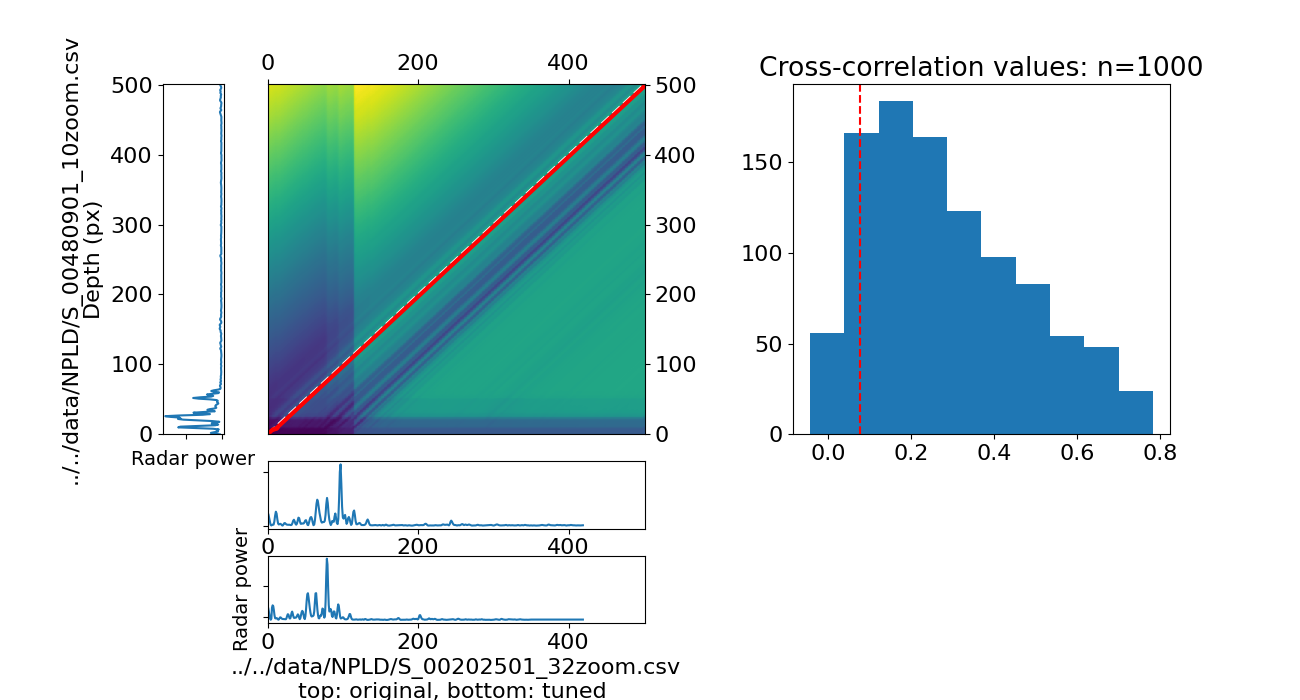 Cross-correlation values: n=1000
0 200 400
../../data/NPLD/S_00480901_10zoom.csv
Depth (px)
500
400
300
200
100
0
Radar power
500
400
300
200
100
0
150
100
50
0
0.0 0.2 0.4 0.6 0.8
0 200 400
Radar power
0 200 400
../../data/NPLD/S_00202501_32zoom.csv
top: original, bottom: tuned